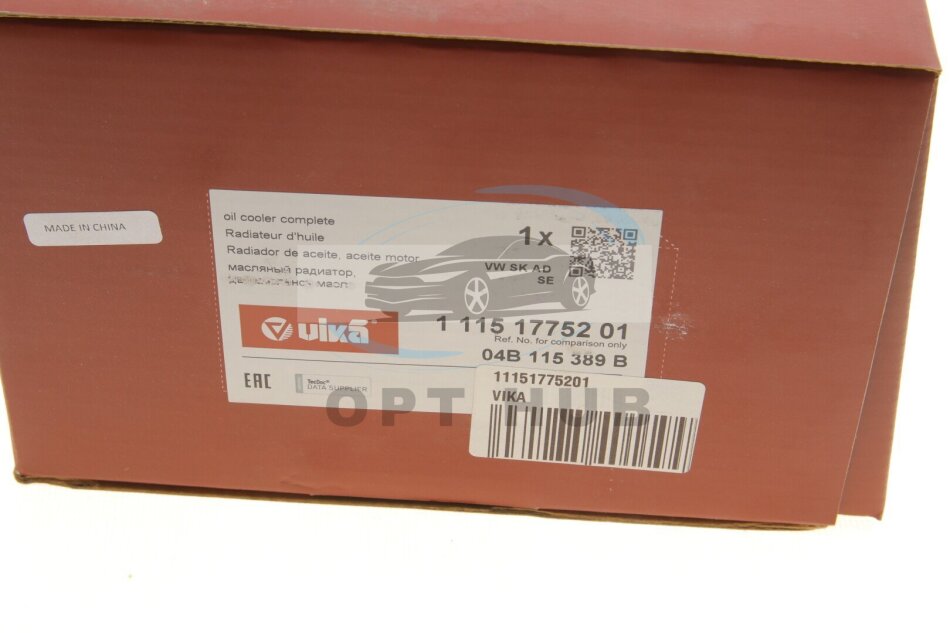 MADE IN CHINA
oil cooler complete
Radiateur d'huile
Radiador de aceite, aceite motor
масляный радиатор,
масло
1x
VW SK AD
SE
vika
1 115 17752 01
Ref. No. for comparison only
04B 115 389 B
EAC
TecDoc®
DATA SUPPLIER
11151775201
VIKA
OPT HUB